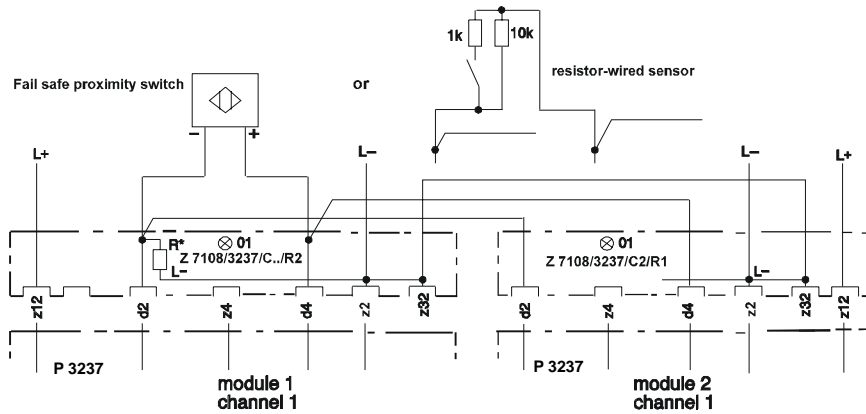 1k
10k
Fail safe proximity switch
or
resistor-wired sensor
– +
L+
L–
L–
L+
R*
01
Z 7108/3237/C../R2
L–
01
Z 7108/3237/C2/R1
L–
z12
d2
z4
d4
z2
z32
d2
z4
d4
z2
z32
z12
P 3237
P 3237
module 1
channel 1
module 2
channel 1